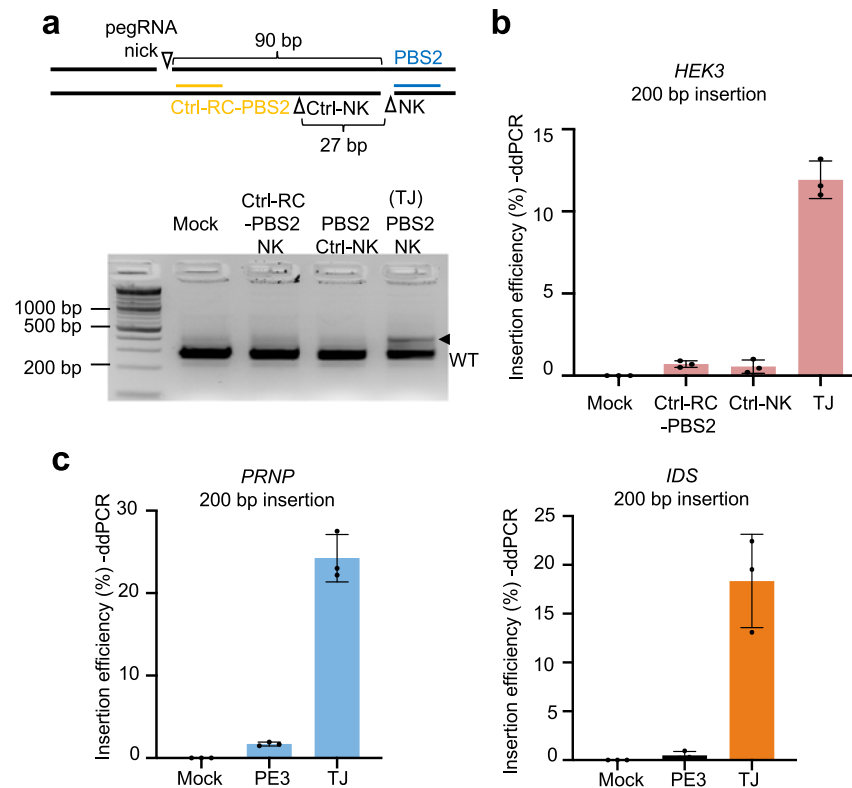 a
pegRNA
nick
90 bp
PBS2
Ctrl-RC-PBS2
Ctrl-NK
NK
27 bp
Mock
Ctrl-RC
-PBS2
NK
PBS2
Ctrl-NK
(TJ)
PBS2
NK
1000 bp
500 bp
200 bp
WT
b
HEK3
200 bp insertion
Insertion efficiency (%) -ddPCR
15
10
5
0
Mock
Ctrl-RC
-PBS2
Ctrl-NK
TJ
c
PRNP
200 bp insertion
Insertion efficiency (%) -ddPCR
30
20
10
0
Mock
PE3
TJ
IDS
200 bp insertion
Insertion efficiency (%) -ddPCR
25
20
15
10
5
0
Mock
PE3
TJ